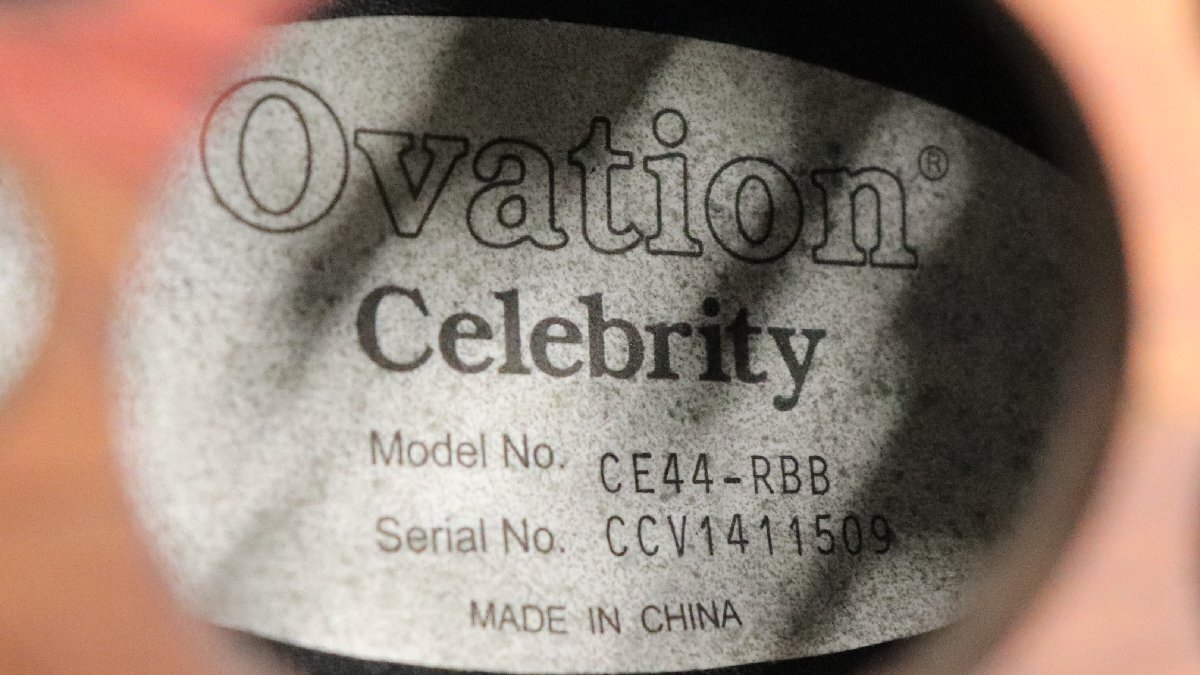 Ovation®
Celebrity
Model No. CE44-RBB
Serial No. CCV1411509
MADE IN CHINA